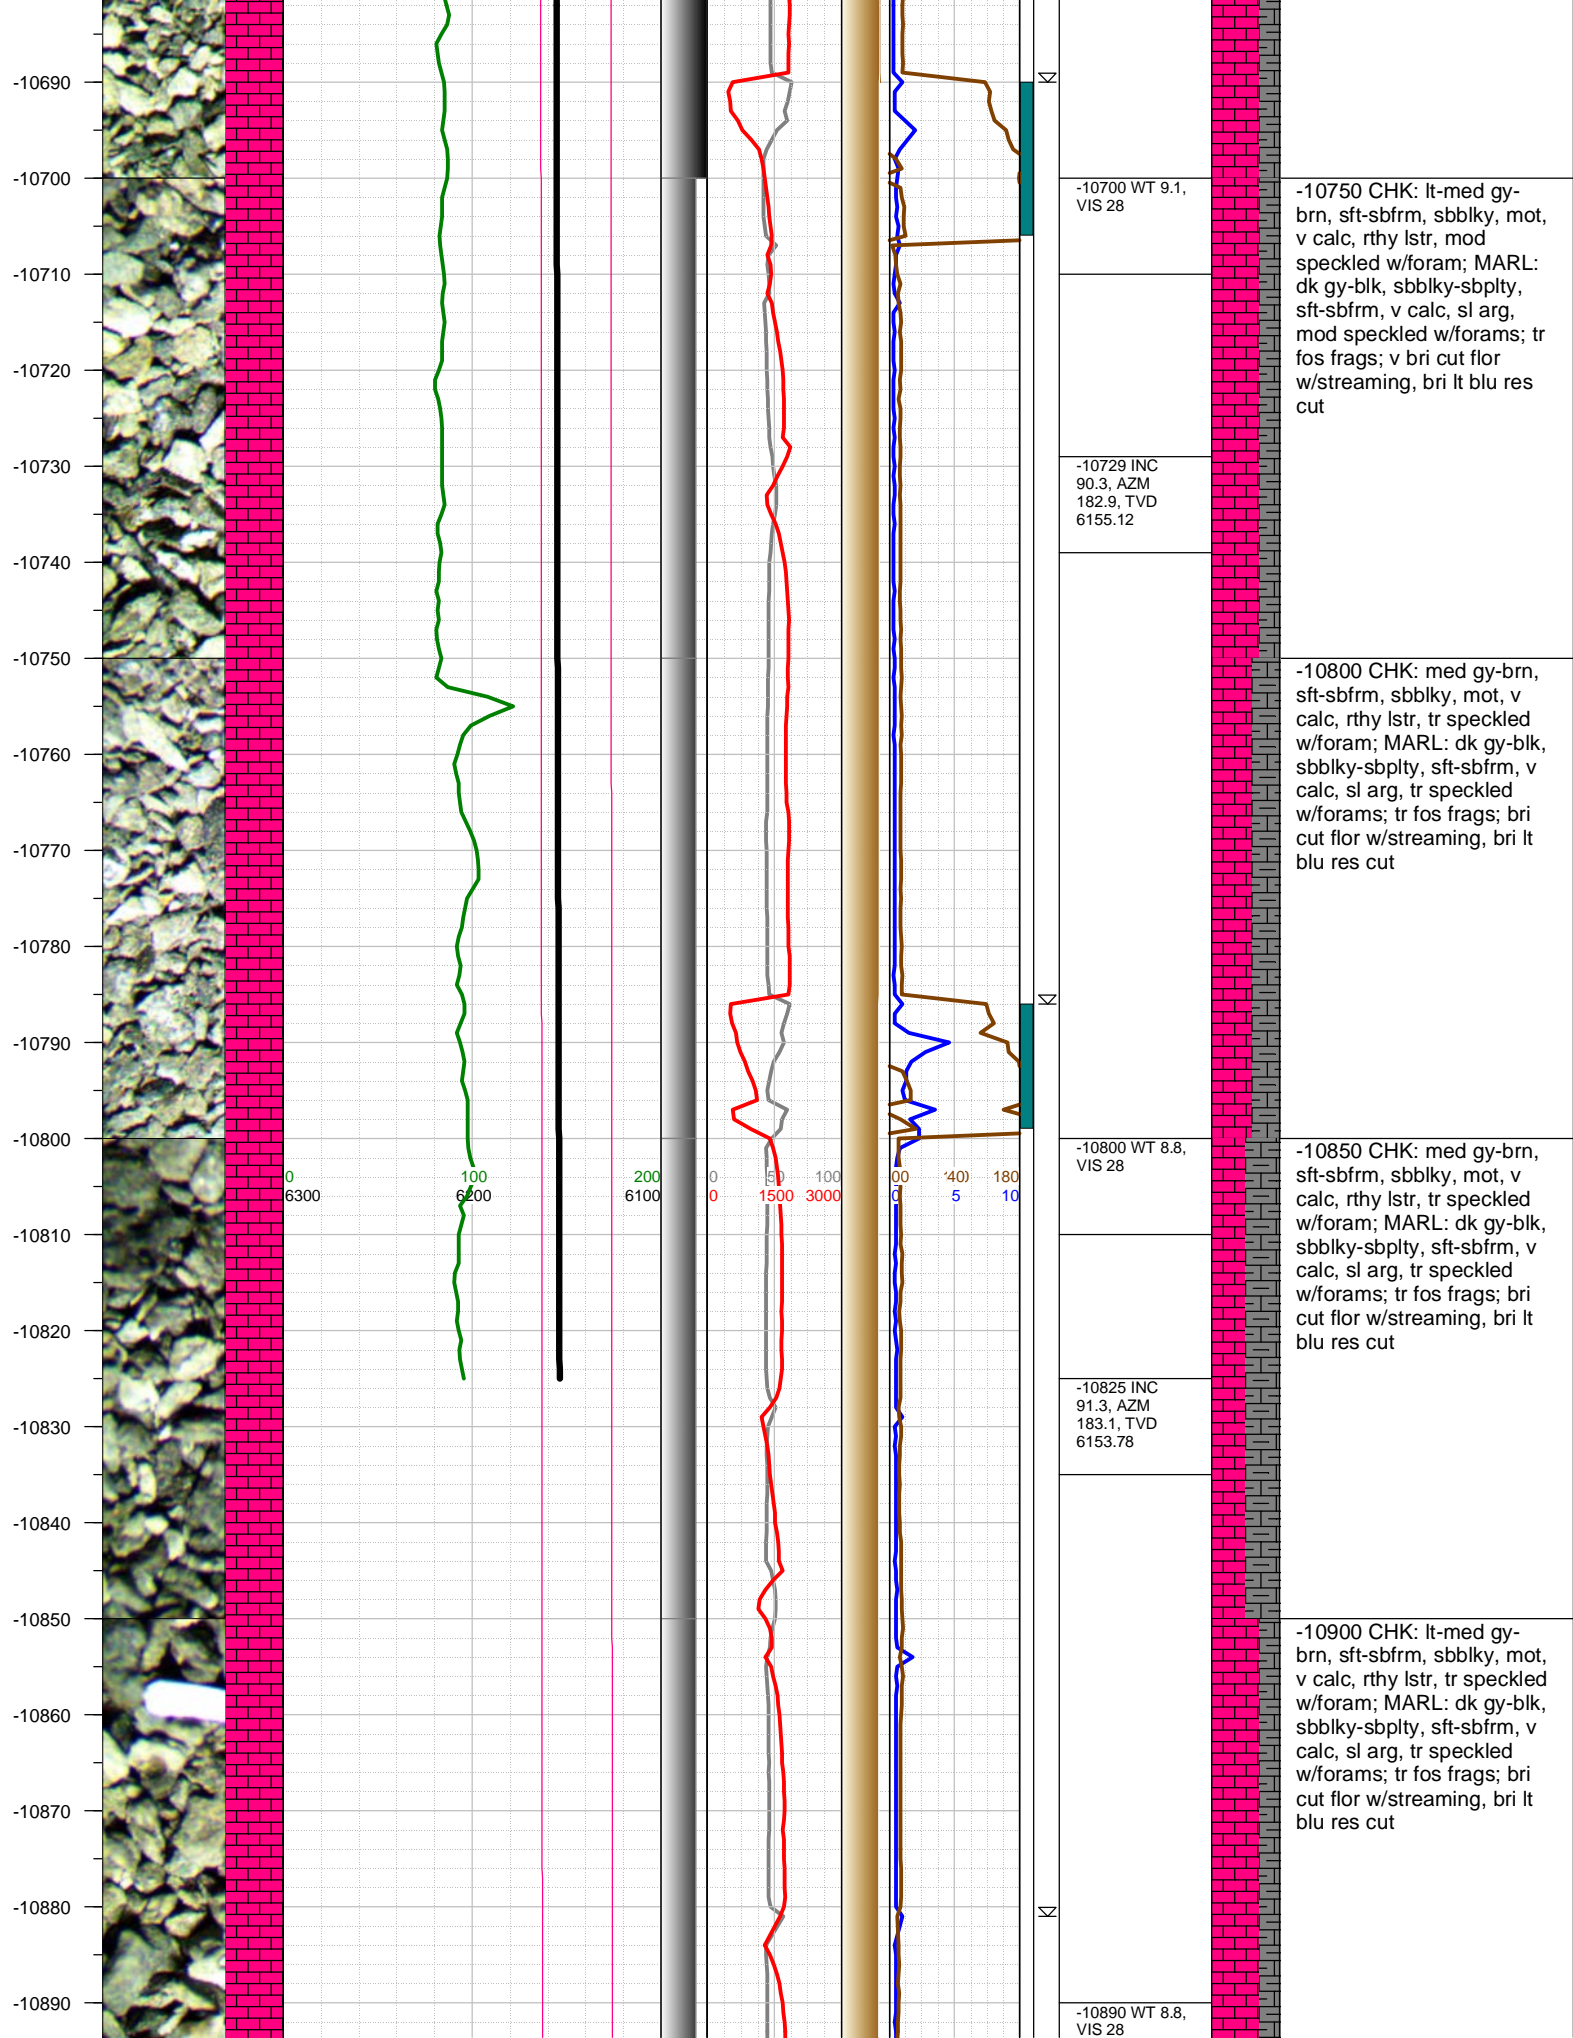 -10690
-10700
-10710
-10720
-10730
-10740
-10750
-10760
-10770
-10780
-10790
-10800
-10810
-10820
-10830
-10840
-10850
-10860
-10870
-10880
-10890
0 100 200
6300 6200 6100
0 50 100
0 1500 3000
00 400 180
0 5 10
-10700 WT 9.1,
VIS 28
-10729 INC
90.3, AZM
182.9, TVD
6155.12
-10800 WT 8.8,
VIS 28
-10825 INC
91.3, AZM
183.1, TVD
6153.78
-10890 WT 8.8,
VIS 28
-10750 CHK: lt-med gy-
brn, sft-sbfrm, sbblky, mot,
v calc, rthy lstr, mod
speckled w/foram; MARL:
dk gy-blk, sbblky-sbplty,
sft-sbfrm, v calc, sl arg,
mod speckled w/forams; tr
fos frags; v bri cut flor
w/streaming, bri lt blu res
cut
-10800 CHK: med gy-brn,
sft-sbfrm, sbblky, mot, v
calc, rthy lstr, tr speckled
w/foram; MARL: dk gy-blk,
sbblky-sbplty, sft-sbfrm, v
calc, sl arg, tr speckled
w/forams; tr fos frags; bri
cut flor w/streaming, bri lt
blu res cut
-10850 CHK: med gy-brn,
sft-sbfrm, sbblky, mot, v
calc, rthy lstr, tr speckled
w/foram; MARL: dk gy-blk,
sbblky-sbplty, sft-sbfrm, v
calc, sl arg, tr speckled
w/forams; tr fos frags; bri
cut flor w/streaming, bri lt
blu res cut
-10900 CHK: lt-med gy-
brn, sft-sbfrm, sbblky, mot,
v calc, rthy lstr, tr speckled
w/foram; MARL: dk gy-blk,
sbblky-sbplty, sft-sbfrm, v
calc, sl arg, tr speckled
w/forams; tr fos frags; bri
cut flor w/streaming, bri lt
blu res cut